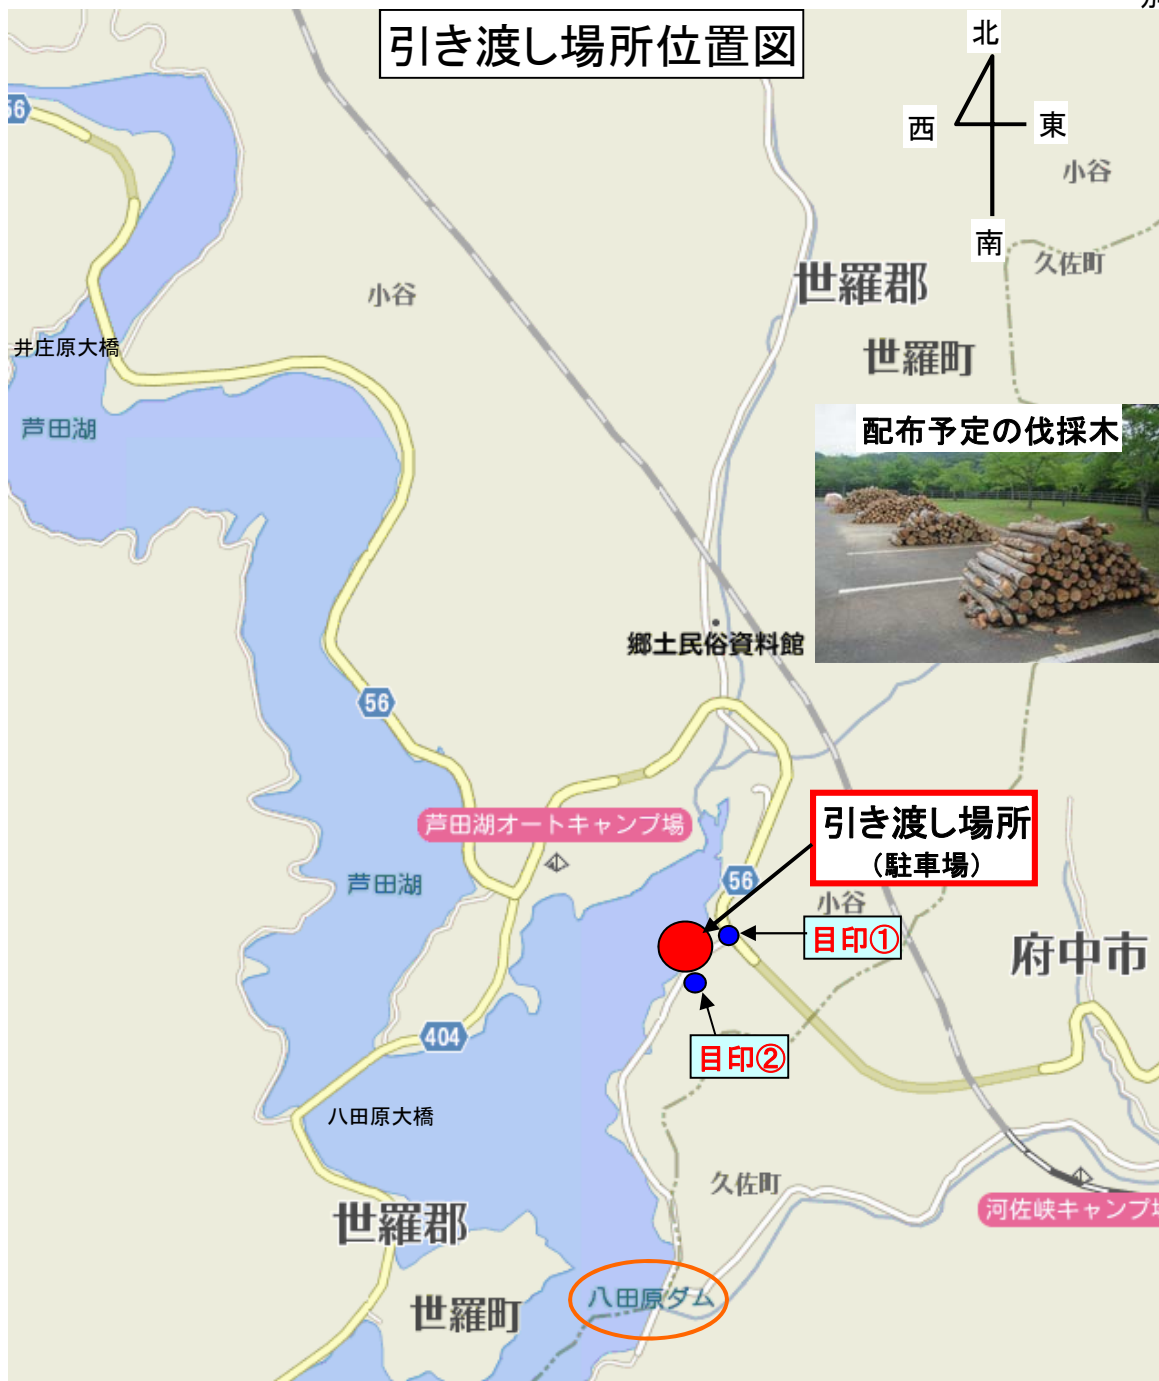 引き渡し場所位置図
北
西
東
南
56
小谷
久佐町
小谷
世羅郡
世羅町
井庄原大橋
芦田湖
配布予定の伐採木
郷土民俗資料館
56
芦田湖オートキャンプ場
引き渡し場所
(駐車場)
芦田湖
56
小谷
目印①
府中市
404
目印②
八田原大橋
久佐町
世羅郡
河佐峡キャンプ
八田原ダム
世羅町